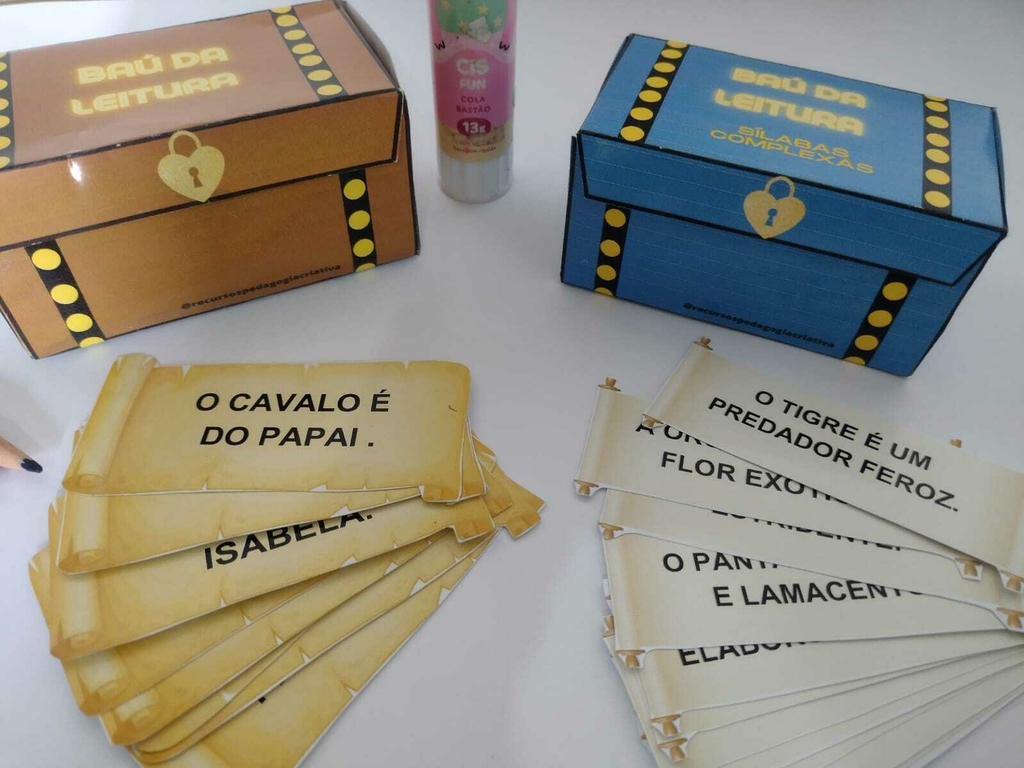 BAÚ DA
LEITURA
@recursospedagogiacriativa
CiS
FUN
COLA
BASTÃO
13g
BAÚ DA
LEITURA
SÍLABAS
COMPLEXAS
@recursospedagogiacriativa
O CAVALO É
DO PAPAI .
ISABELA.
O TIGRE É UM
PREDADOR FEROZ.
A
FLOR
E LAMACENTO